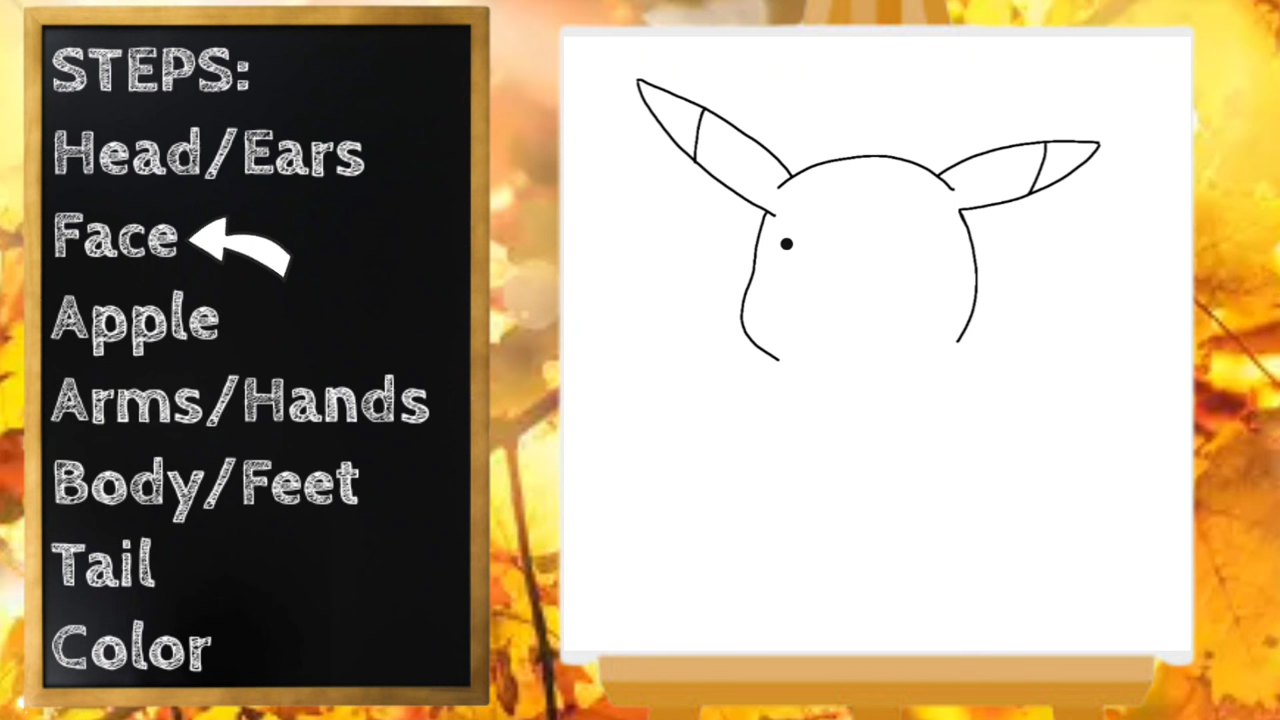 STEPS:
Head/Ears
Face
Apple
Arms/Hands
Body/Feet
Tail
Color